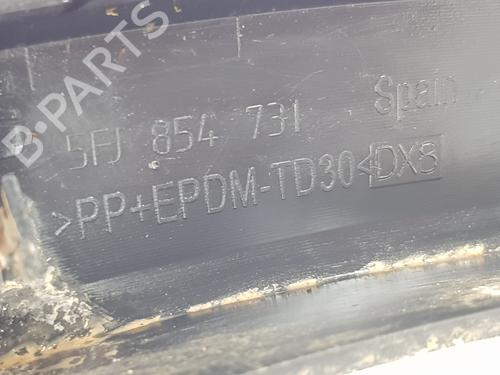 B-PARTS
5FJ 854 731 Spain
>PP+EPDM-TD30< DX8